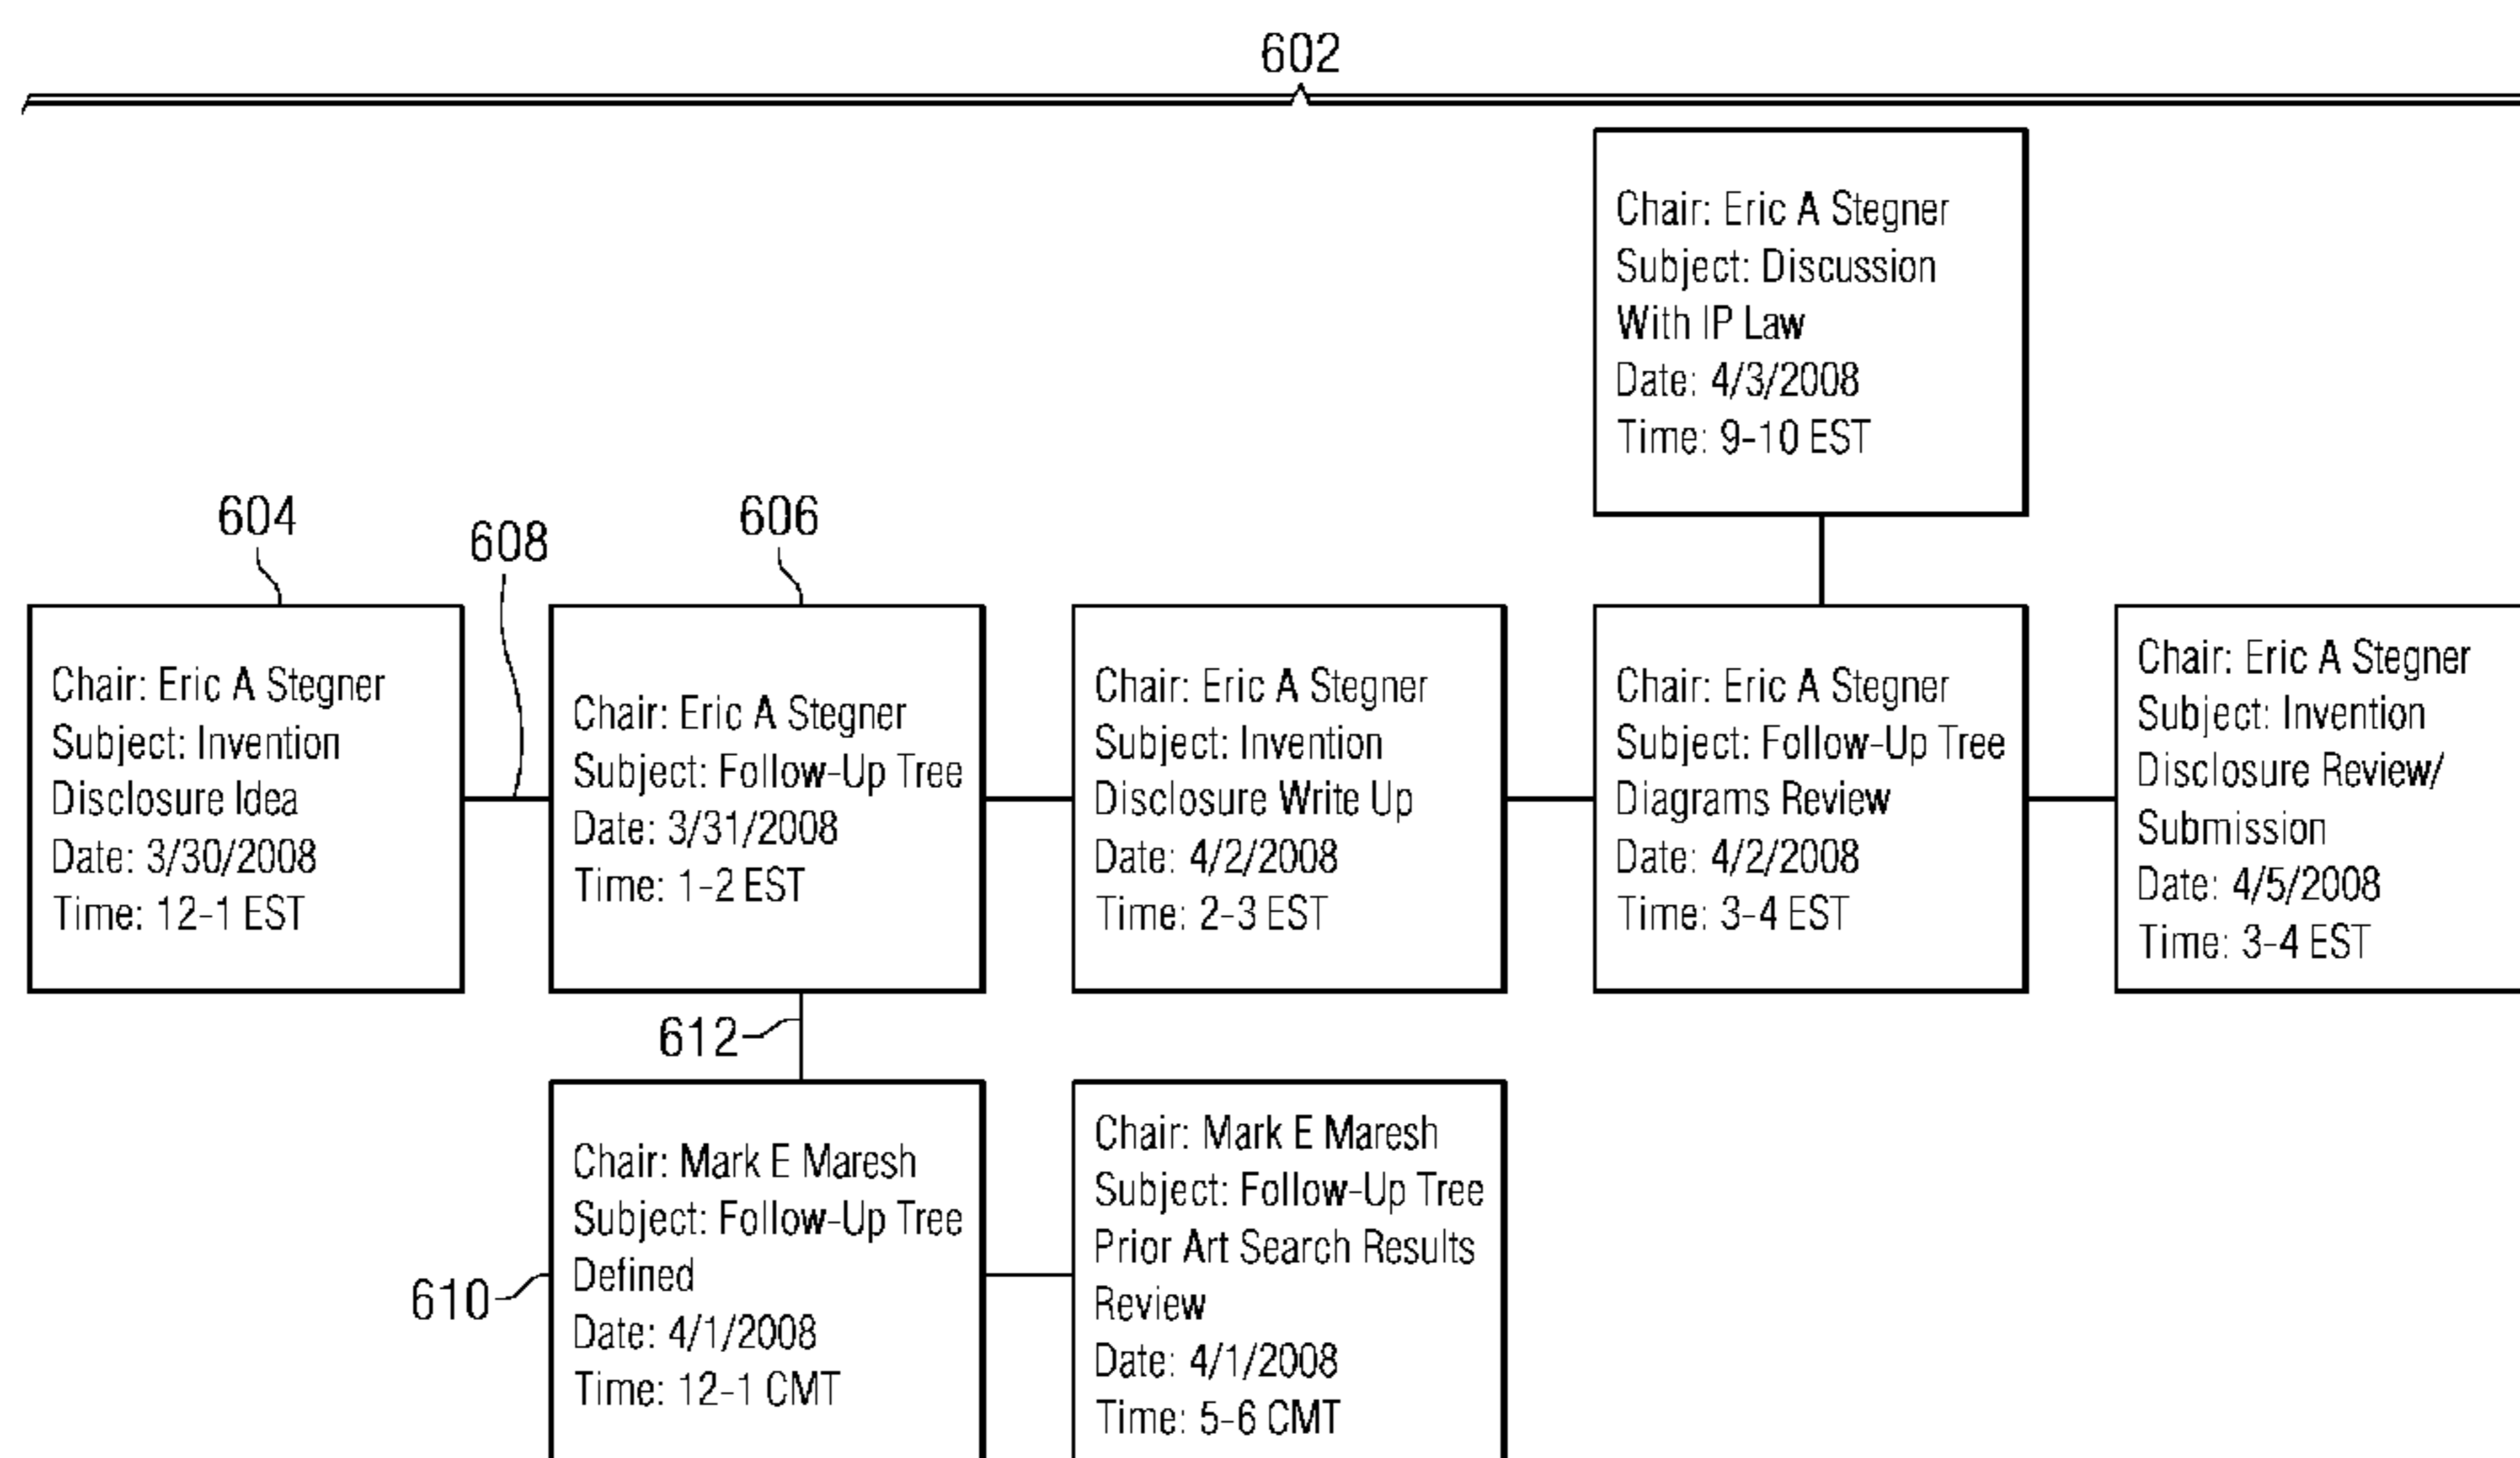 602
Chair: Eric A Stegner
Subject: Discussion
With IP Law
Date: 4/3/2008
Time: 9-10 EST
604
608
606
Chair: Eric A Stegner
Subject: Invention
Disclosure Idea
Date: 3/30/2008
Time: 12-1 EST
Chair: Eric A Stegner
Subject: Follow-Up Tree
Date: 3/31/2008
Time: 1-2 EST
Chair: Eric A Stegner
Subject: Invention
Disclosure Write Up
Date: 4/2/2008
Time: 2-3 EST
Chair: Eric A Stegner
Subject: Follow-Up Tree
Diagrams Review
Date: 4/2/2008
Time: 3-4 EST
Chair: Eric A Stegner
Subject: Invention
Disclosure Review/
Submission
Date: 4/5/2008
Time: 3-4 EST
612
610
Chair: Mark E Maresh
Subject: Follow-Up Tree
Defined
Date: 4/1/2008
Time: 12-1 CMT
Chair: Mark E Maresh
Subject: Follow-Up Tree
Prior Art Search Results
Review
Date: 4/1/2008
Time: 5-6 CMT